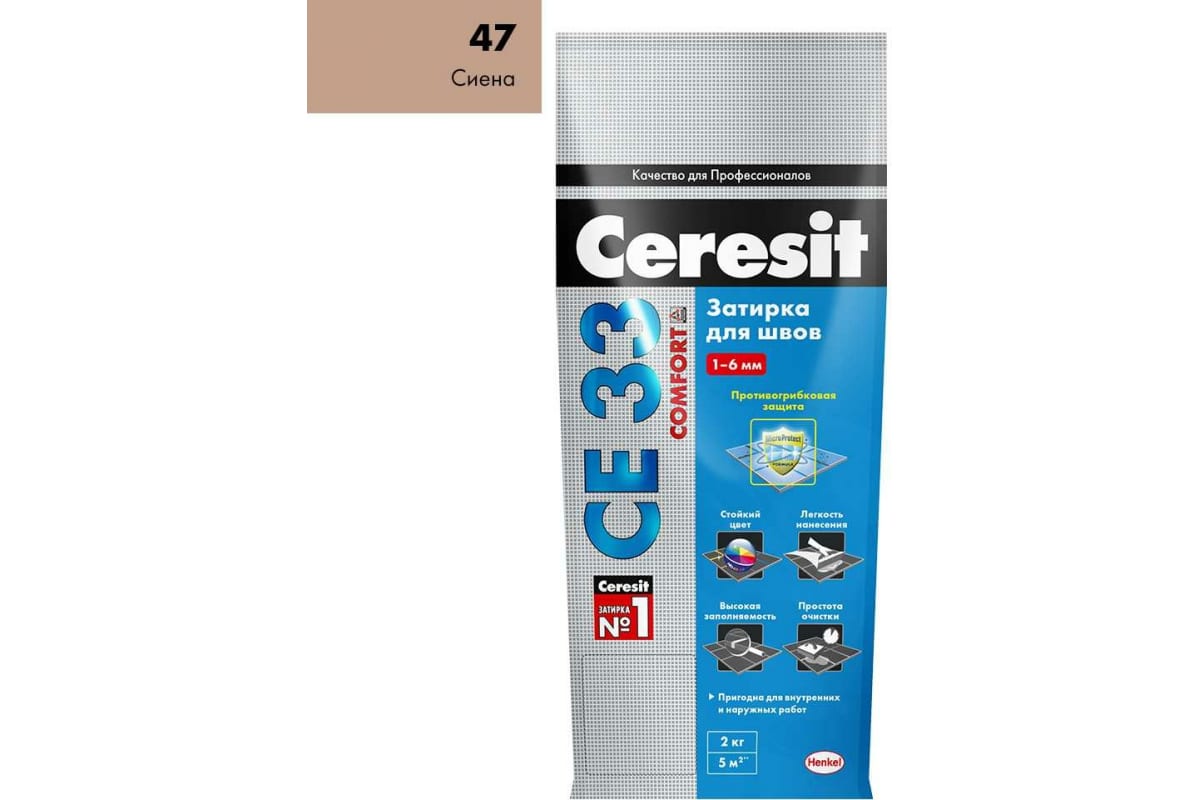 47
Сиена
Качество для Профессионалов
Ceresit
CE 33
COMFORT
Затирка
для швов
1–6 мм
Противогрибковая
защита
MicroProtect
FORMULA
Стойкий
цвет
Легкость
нанесения
Высокая
заполняемость
Простота
очистки
Ceresit
ЗАТИРКА
№1
Пригодна для внутренних
и наружных работ
2 кг
5 м²**
Henkel